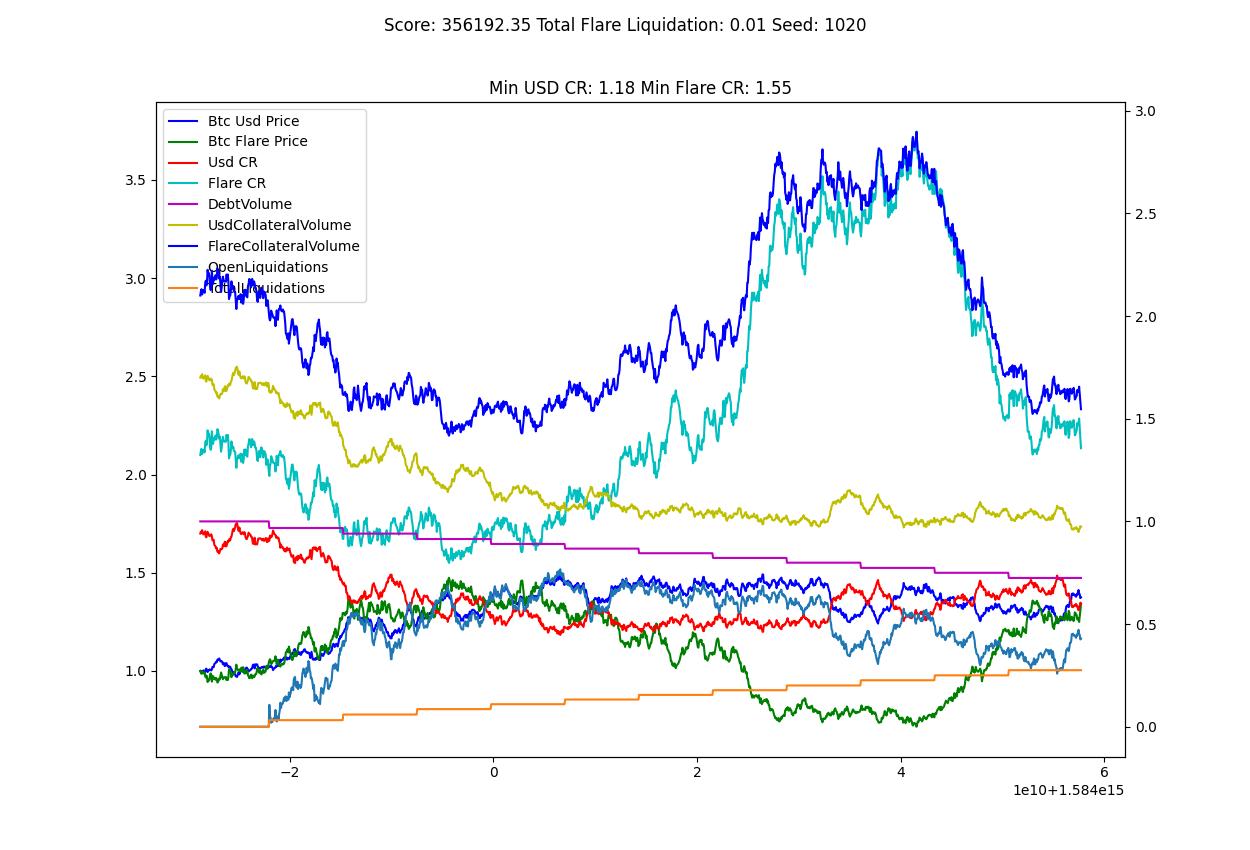 Score: 356192.35 Total Flare Liquidation: 0.01 Seed: 1020
Min USD CR: 1.18 Min Flare CR: 1.55
Btc Usd Price
Btc Flare Price
Usd CR
Flare CR
DebtVolume
UsdCollateralVolume
FlareCollateralVolume
OpenLiquidations
TotalLiquidations
3.5
3.0
2.5
2.0
1.5
1.0
3.0
2.5
2.0
1.5
1.0
0.5
0.0
−2
0
2
4
6
1e10+1.584e15